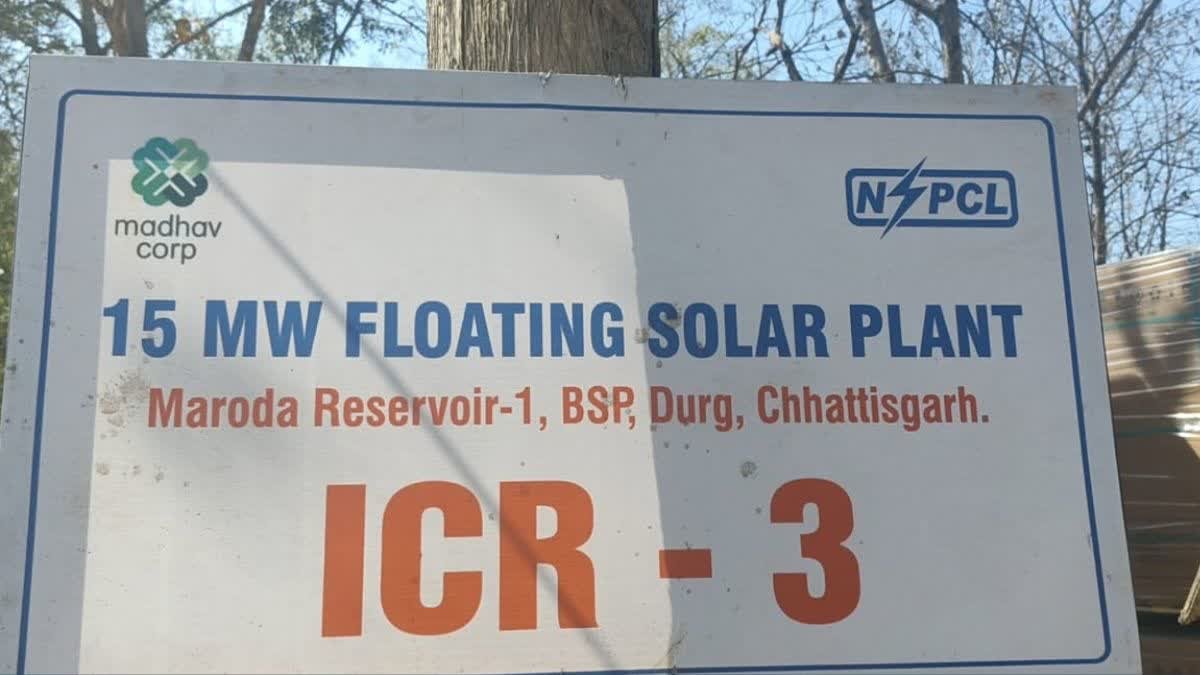 madhav
corp
NSPCL
15 MW FLOATING SOLAR PLANT
Maroda Reservoir-1, BSP, Durg, Chhattisgarh.
ICR - 3